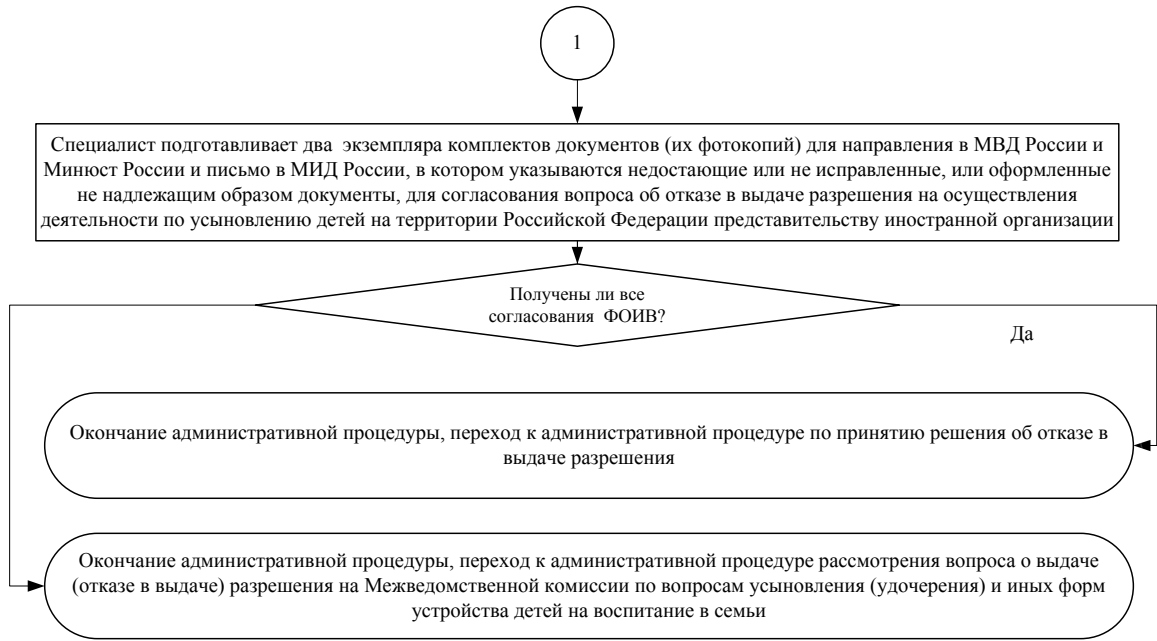 1
Специалист подготавливает два экземпляра комплектов документов (их фотокопий) для направления в МВД России и
Минюст России и письмо в МИД России, в котором указываются недостающие или не исправленные, или оформленные
не надлежащим образом документы, для согласования вопроса об отказе в выдаче разрешения на осуществления
деятельности по усыновлению детей на территории Российской Федерации представительству иностранной организации
Получены ли все
согласования ФОИВ?
Да
Окончание административной процедуры, переход к административной процедуре по принятию решения об отказе в
выдаче разрешения
Окончание административной процедуры, переход к административной процедуре рассмотрения вопроса о выдаче
(отказе в выдаче) разрешения на Межведомственной комиссии по вопросам усыновления (удочерения) и иных форм
устройства детей на воспитание в семьи